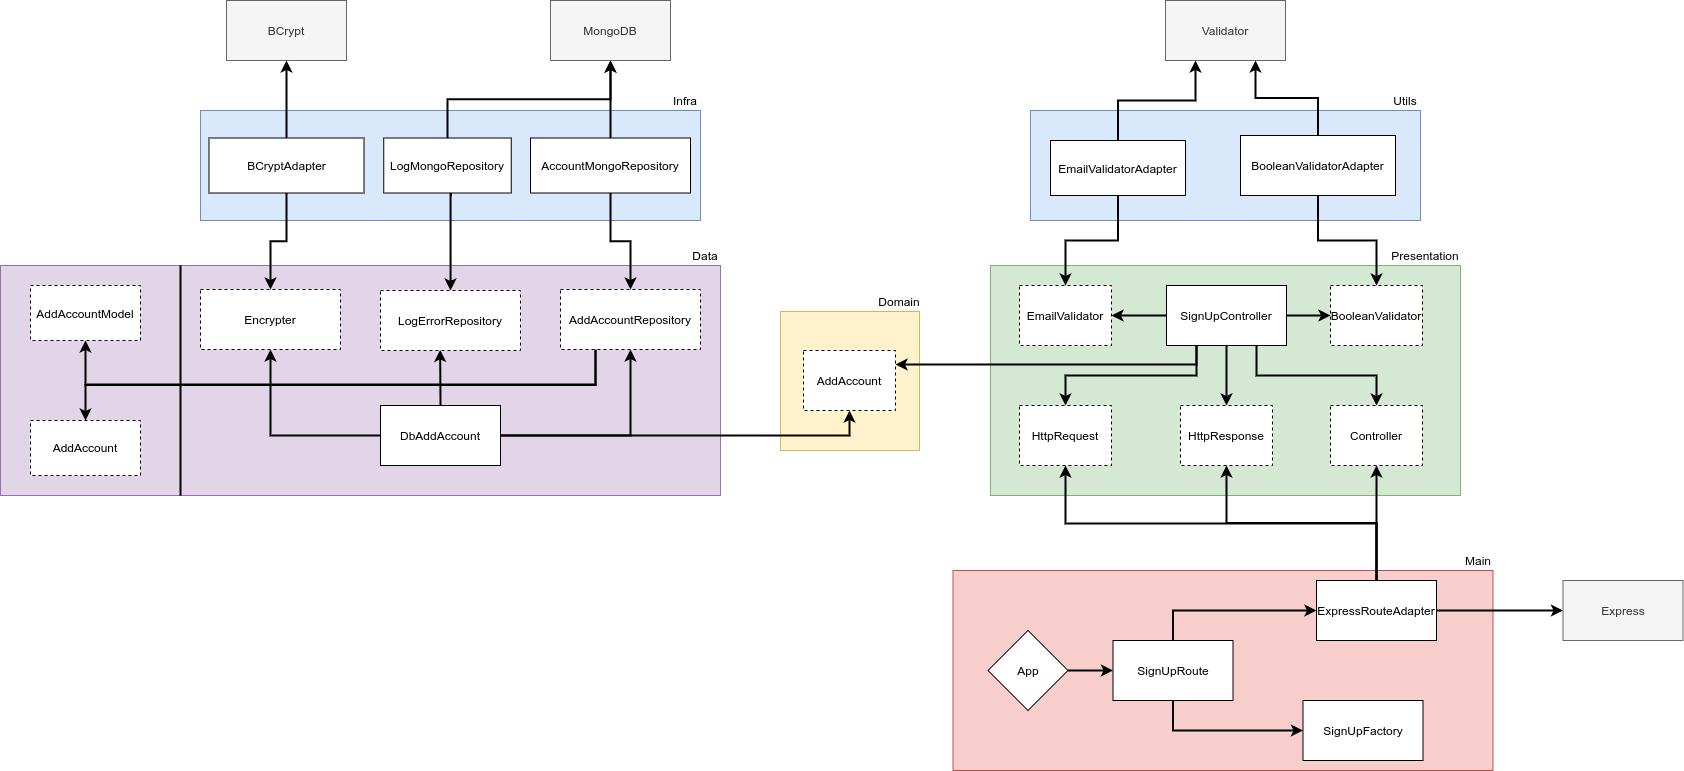 BCrypt
MongoDB
Validator
Infra
Utils
BCryptAdapter
LogMongoRepository
AccountMongoRepository
EmailValidatorAdapter
BooleanValidatorAdapter
Data
Presentation
AddAccountModel
Encrypter
LogErrorRepository
AddAccountRepository
Domain
EmailValidator
SignUpController
BooleanValidator
AddAccount
AddAccount
DbAddAccount
HttpRequest
HttpResponse
Controller
Main
ExpressRouteAdapter
Express
App
SignUpRoute
SignUpFactory